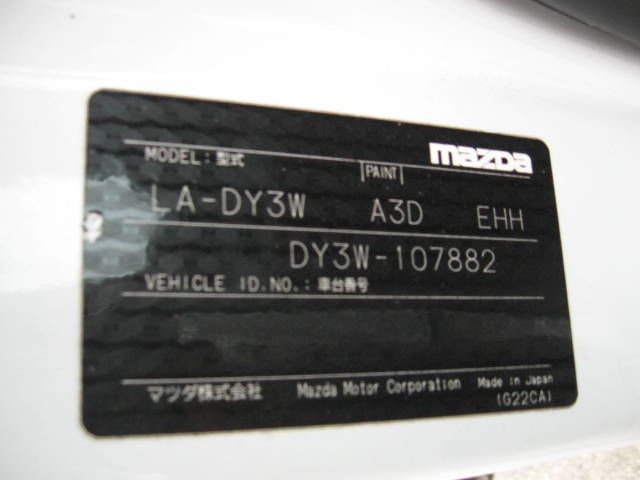 mazda
MODEL:型式 PAINT
LA-DY3W A3D EHH
DY3W-107882
VEHICLE ID.NO.:車台番号
マツダ株式会社 Mazda Motor Corporation Made in Japan
(G22CA)